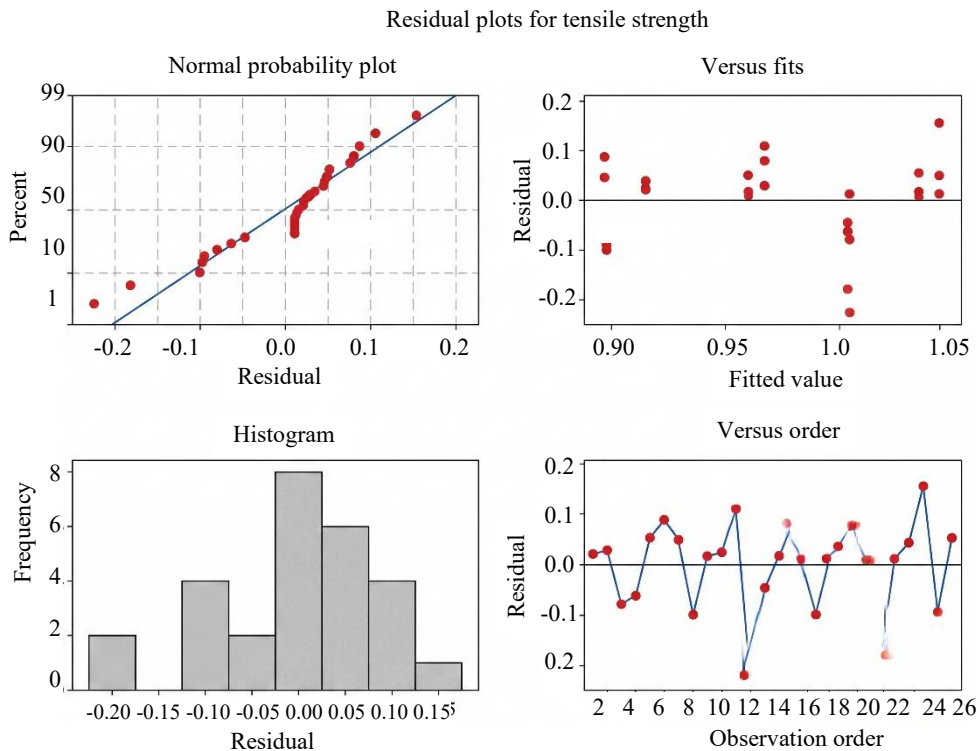 Residual plots for tensile strength
Normal probability plot
99
90
50
10
1
Percent
-0.2 -0.1 0.0 0.1 0.2
Residual
Versus fits
0.2
0.1
0.0
-0.1
-0.2
Residual
0.90 0.95 1.0 1.05
Fitted value
Histogram
8
6
4
2
0
Frequency
-0.20 -0.15 -0.10 -0.05 0.00 0.05 0.10 0.15
Residual
Versus order
0.2
0.1
0.0
-0.1
0.2
Residual
2 4 6 8 10 12 14 16 18 20 22 24 26
Observation order